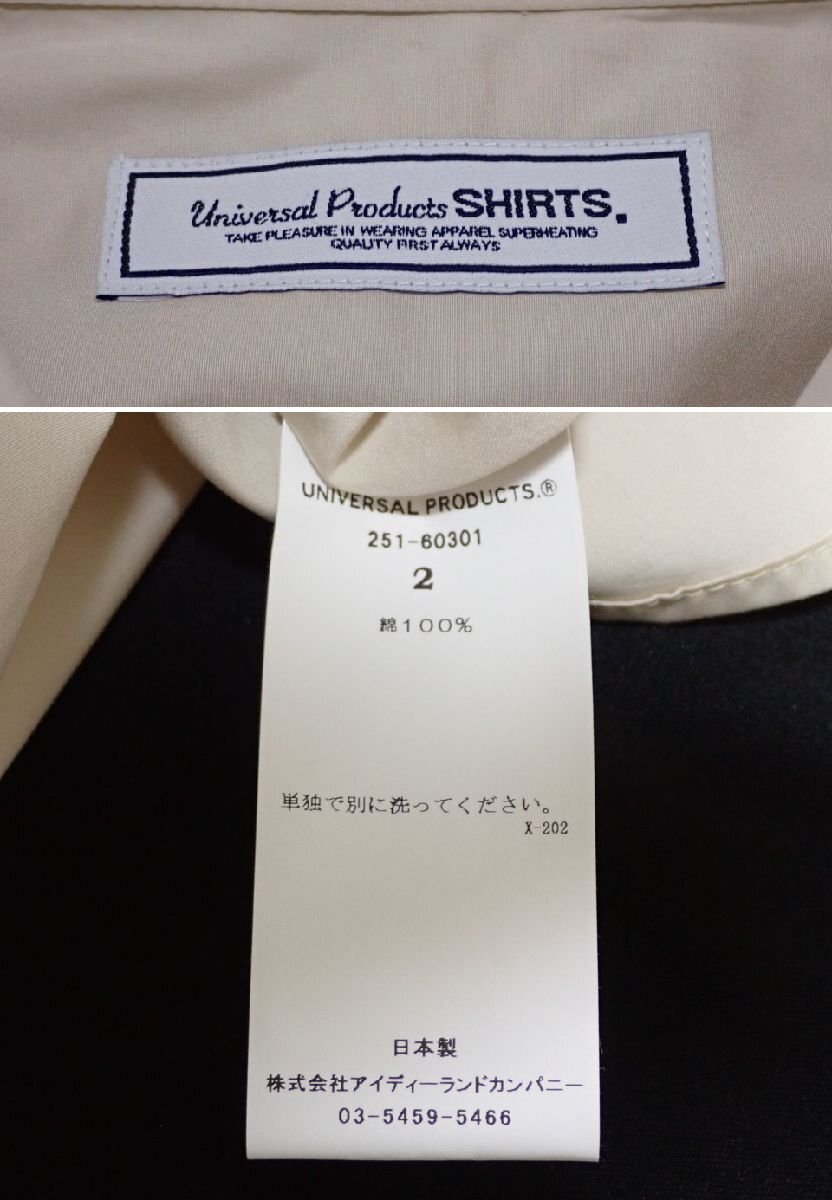 Universal Products SHIRTS.
TAKE PLEASURE IN WEARING APPAREL SUPERHEATING
QUALITY FIRST ALWAYS
UNIVERSAL PRODUCTS.®
251-60301
2
綿100%
単独で別に洗ってください。
X-202
日本製
株式会社アイディーランドカンパニー
03-5459-5466